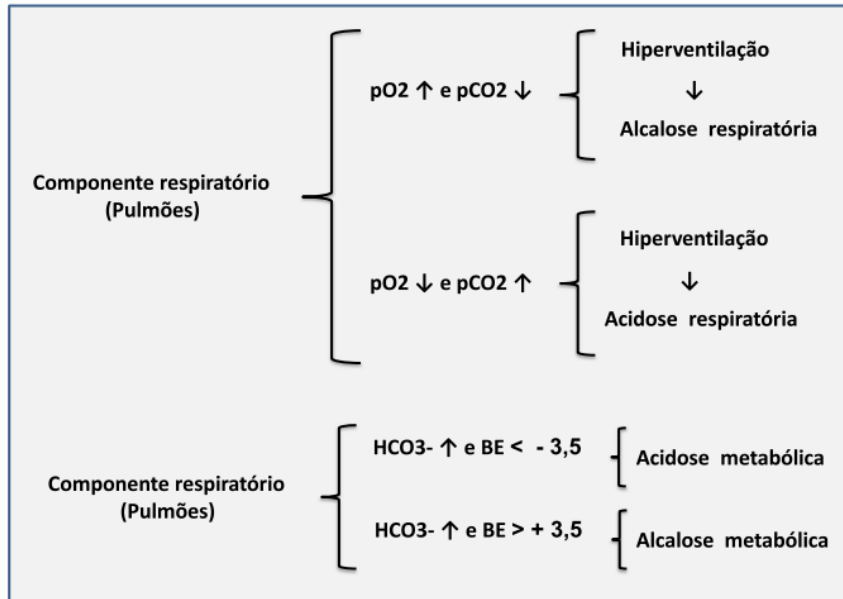 Componente respiratório
(Pulmões)
pO2 ↑ e pCO2 ↓
Hiperventilação
↓
Alcalose respiratória
pO2 ↓ e pCO2 ↑
Hiperventilação
↓
Acidose respiratória
Componente respiratório
(Pulmões)
HCO3- ↑ e BE < - 3,5
Acidose metabólica
HCO3- ↑ e BE > + 3,5
Alcalose metabólica